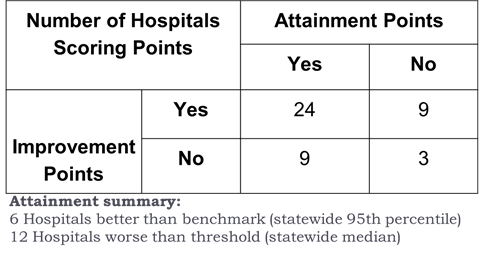 Number of Hospitals Attainment Points
Scoring Points
Yes No
Yes 24 9
Improvement No 9 3
Points
Attainment summary:
6 Hospitals better than benchmark (statewide 95th percentile)
12 Hospitals worse than threshold (statewide median)